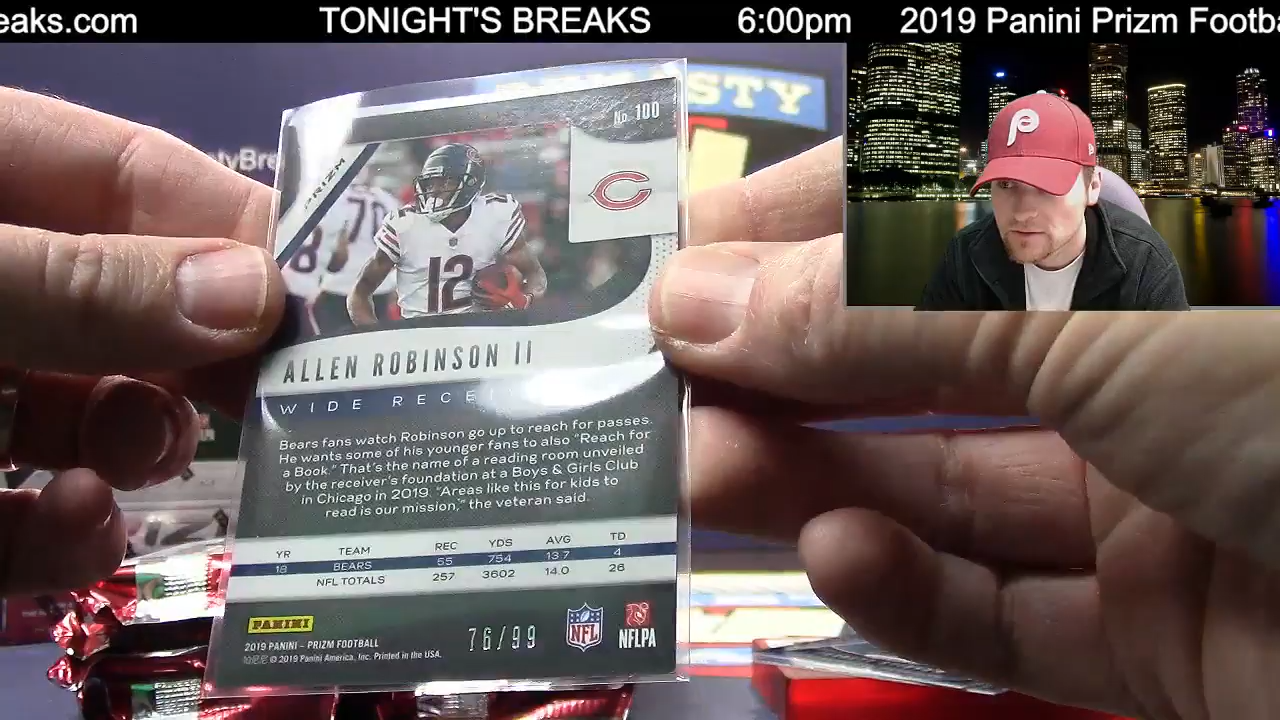 eaks.com TONIGHT'S BREAKS 6:00pm 2019 Panini Prizm Footba
STY
tyBre
No. 100
PRIZM
12
ALLEN ROBINSON II
WIDE RECEI
Bears fans watch Robinson go up to reach for passes.
He wants some of his younger fans to also "Reach for
a Book." That's the name of a reading room unveiled
by the receiver's foundation at a Boys & Girls Club
in Chicago in 2019. "Areas like this for kids to
read is our mission," the veteran said.
YR TEAM REC YDS AVG TD
18 BEARS 55 754 13.7 4
NFL TOTALS 257 3602 14.0 26
PANINI
76/99
NFL
NFLPA
2019 PANINI – PRIZM FOOTBALL
© 2019 Panini America, Inc. Printed in the USA.